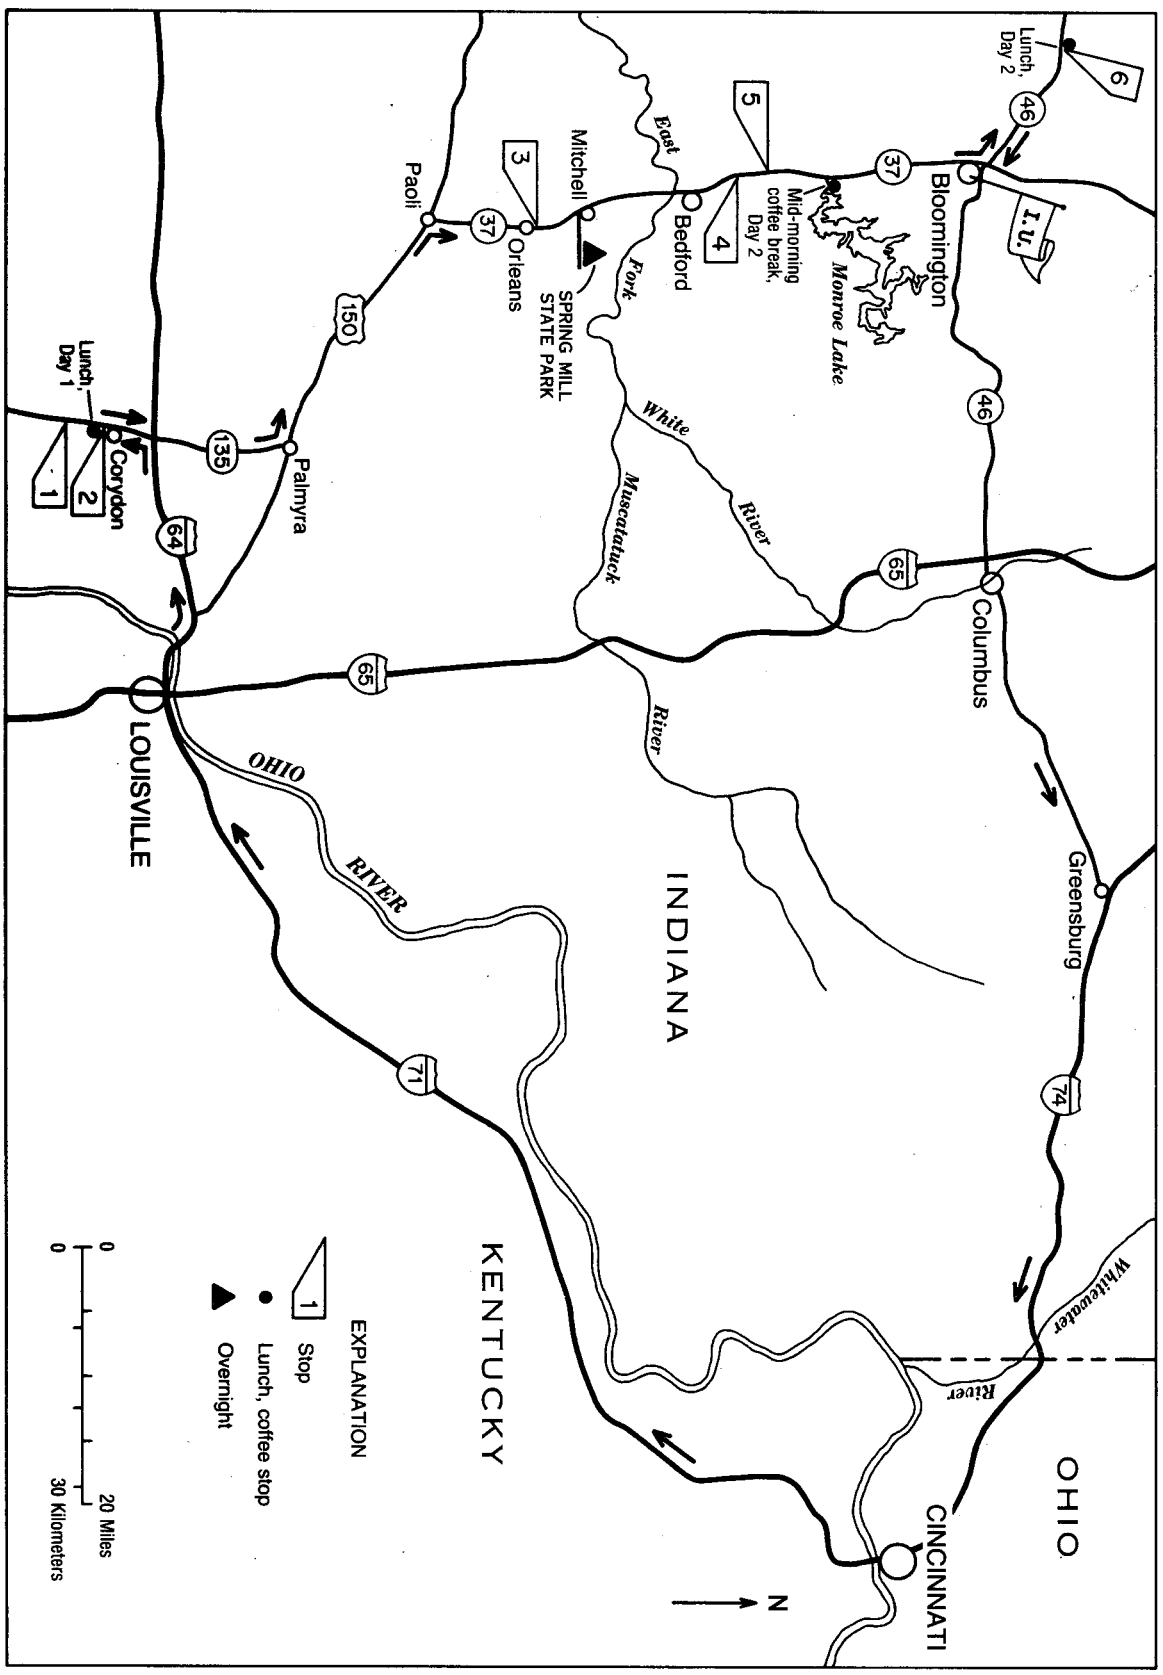 6
Lunch,
Day 2
46
I.U.
Bloomington
37
Mid-morning
coffee break,
Day 2
Monroe Lake
5
4
East
Fork
White
River
Bedford
Mitchell
SPRING MILL
STATE PARK
3
Orleans
37
Paoli
150
Palmyra
135
Lunch,
Day 1
Corydon
1
2
64
46
65
Columbus
Muscatatuck
River
65
LOUISVILLE
OHIO
RIVER
INDIANA
Greensburg
74
71
Whitewater
River
OHIO
CINCINNATI
KENTUCKY
N
EXPLANATION
1
Stop
Lunch, coffee stop
Overnight
0
20 Miles
0
30 Kilometers